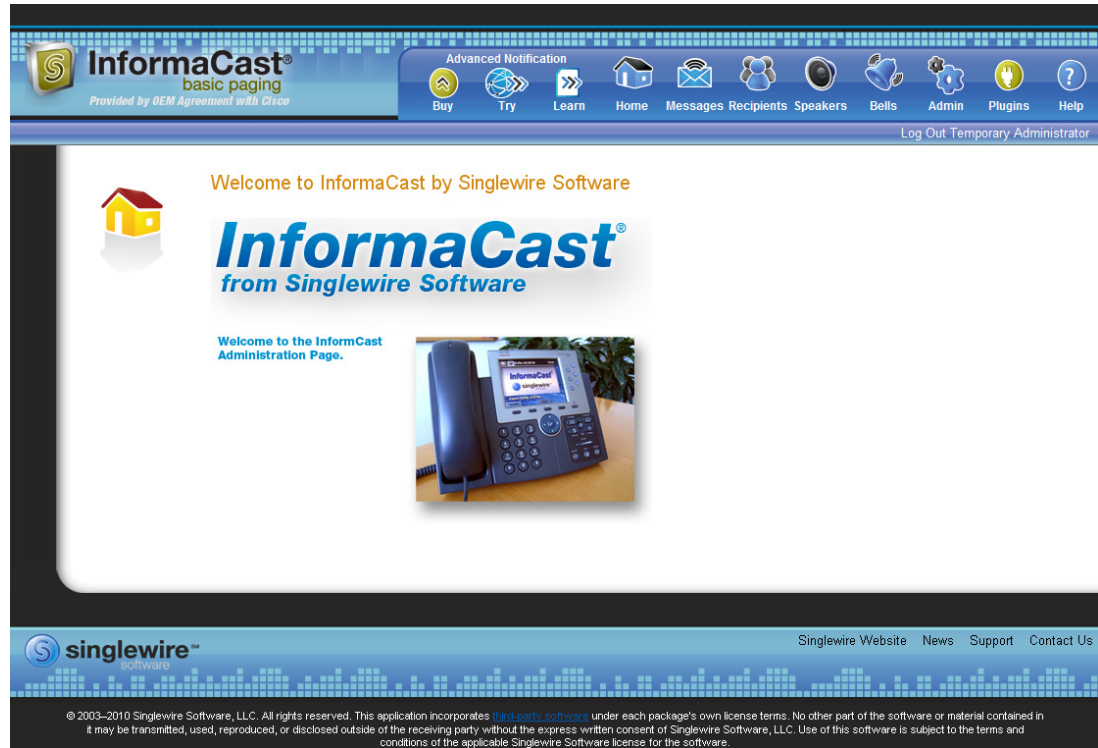 InformaCast®
basic paging
Provided by OEM Agreement with Cisco
Advanced Notification
Buy Try Learn Home Messages Recipients Speakers Bells Admin Plugins Help
Log Out Temporary Administrator
Welcome to InformaCast by Singlewire Software
InformaCast®
from Singlewire Software
Welcome to the InformCast
Administration Page.
InformaCast
singlewire
singlewire℠
software
Singlewire Website News Support Contact Us
© 2003–2010 Singlewire Software, LLC. All rights reserved. This application incorporates third-party software under each package's own license terms. No other part of the software or material contained in
it may be transmitted, used, reproduced, or disclosed outside of the receiving party without the express written consent of Singlewire Software, LLC. Use of this software is subject to the terms and
conditions of the applicable Singlewire Software license for the software.